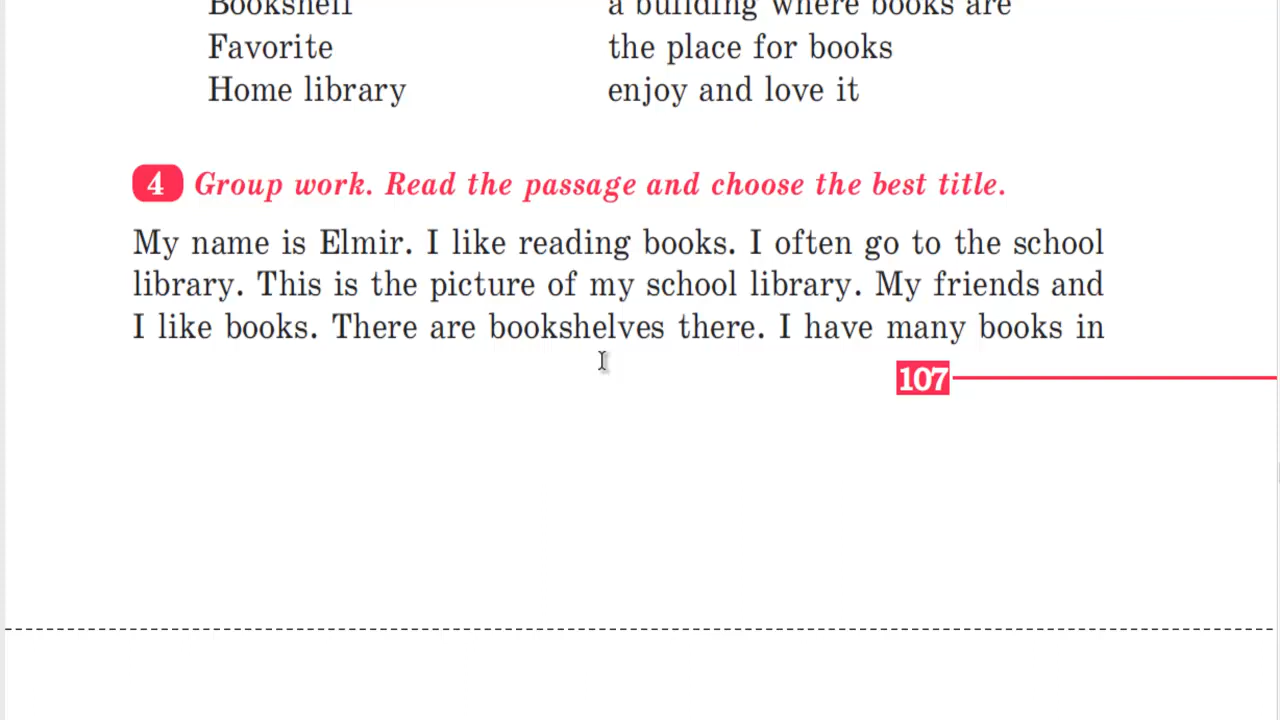 Bookshelf a building where books are
Favorite the place for books
Home library enjoy and love it
4 Group work. Read the passage and choose the best title.
My name is Elmir. I like reading books. I often go to the school
library. This is the picture of my school library. My friends and
I like books. There are bookshelves there. I have many books in
107